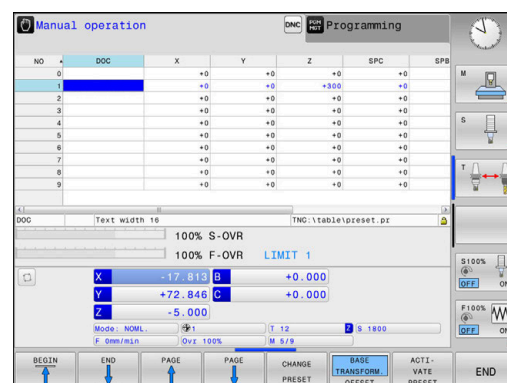 Manual operation
DNC
PGM MGT
Programming
NO DOC X Y Z SPC SPB
0 +0 +0 +0 +0
1 +0 +0 +300 +0
2 +0 +0 +0 +0
3 +0 +0 +0 +0
4 +0 +0 +0 +0
5 +0 +0 +0 +0
6 +0 +0 +0 +0
7 +0 +0 +0 +0
8 +0 +0 +0 +0
9 +0 +0 +0 +0
DOC Text width 16 TNC:\table\preset.pr
100% S-OVR
100% F-OVR LIMIT 1
X -17.813 B +0.000
Y +72.846 C +0.000
Z -5.000
Mode: NOML. 1 T 12 Z S 1800
F 0mm/min Ovr 100% M 5/9
M
S
T
S100%
OFF ON
F100%
OFF ON
BEGIN
END
PAGE
PAGE
CHANGE PRESET
BASE TRANSFORM. OFFSET
ACTI- VATE PRESET
END